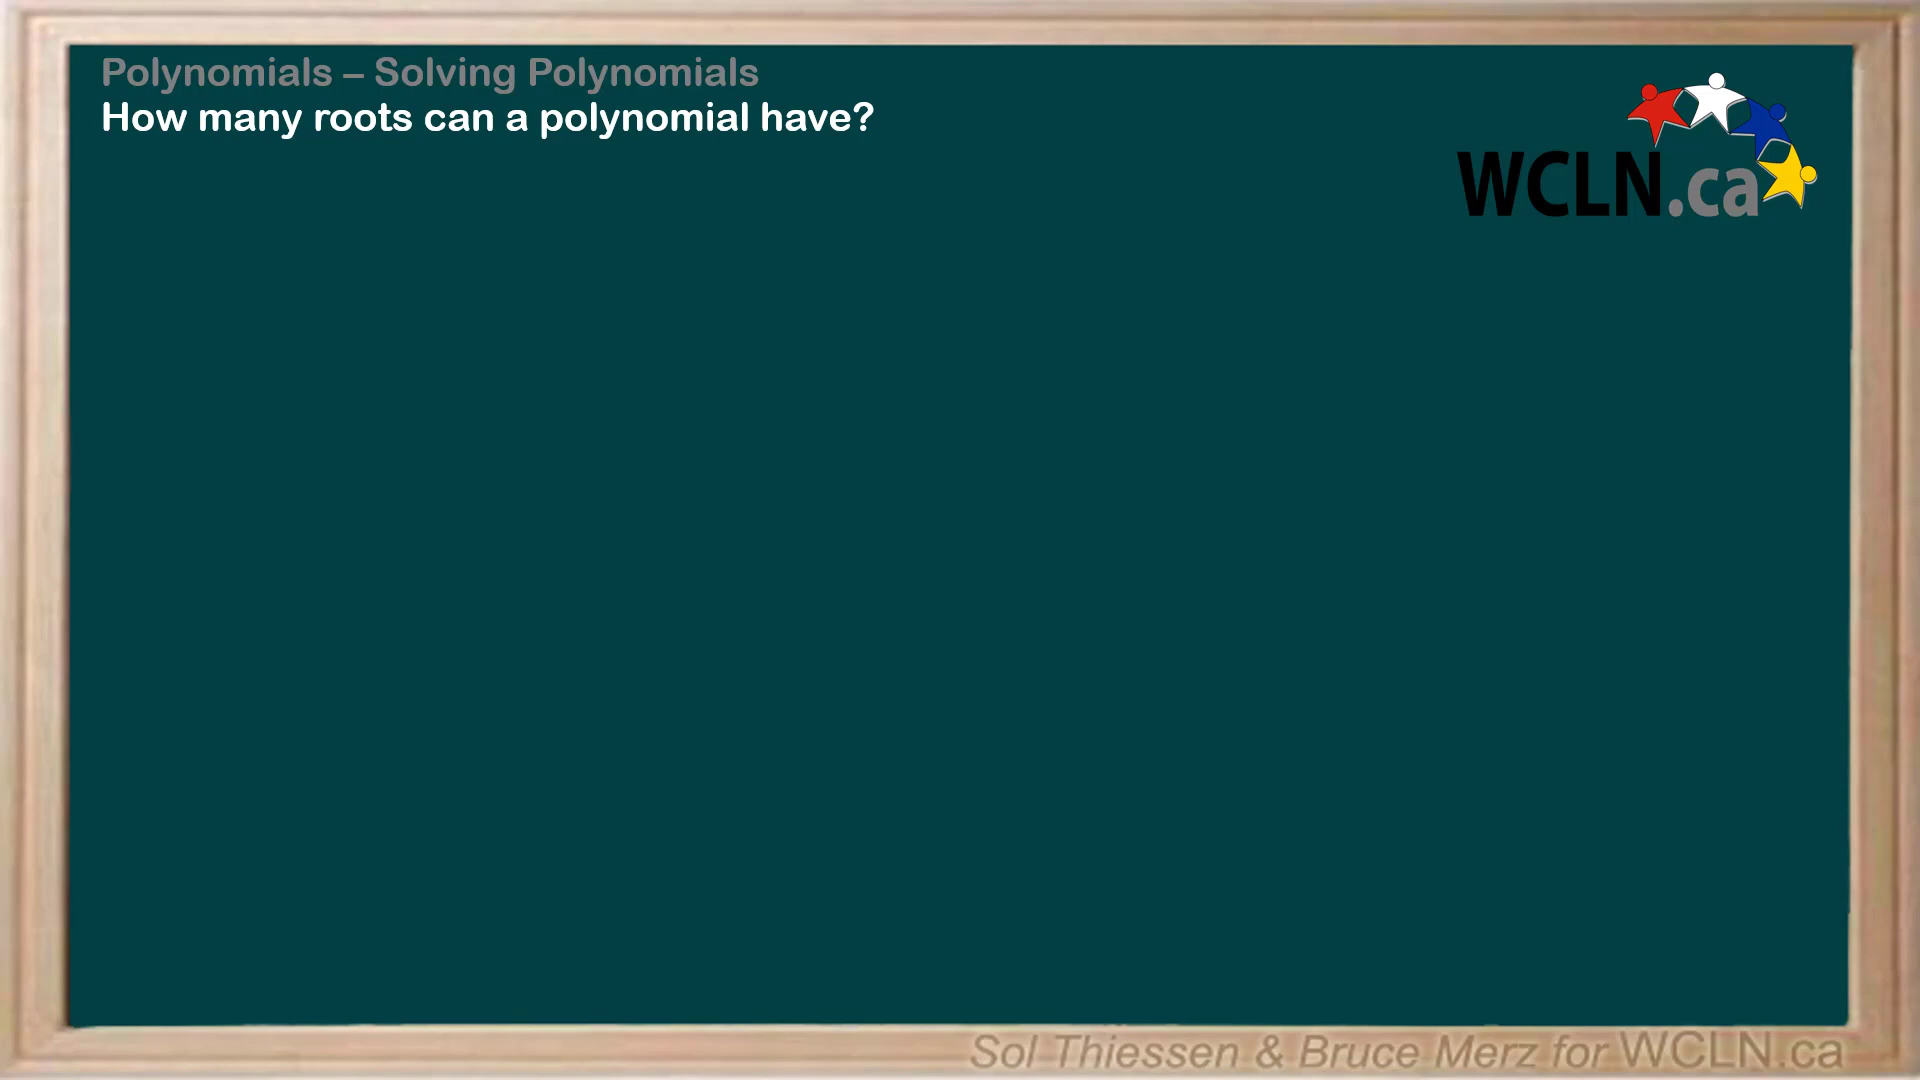 Polynomials – Solving Polynomials
How many roots can a polynomial have?
WCLN.ca
Sol Thiessen & Bruce Merz for WCLN.ca